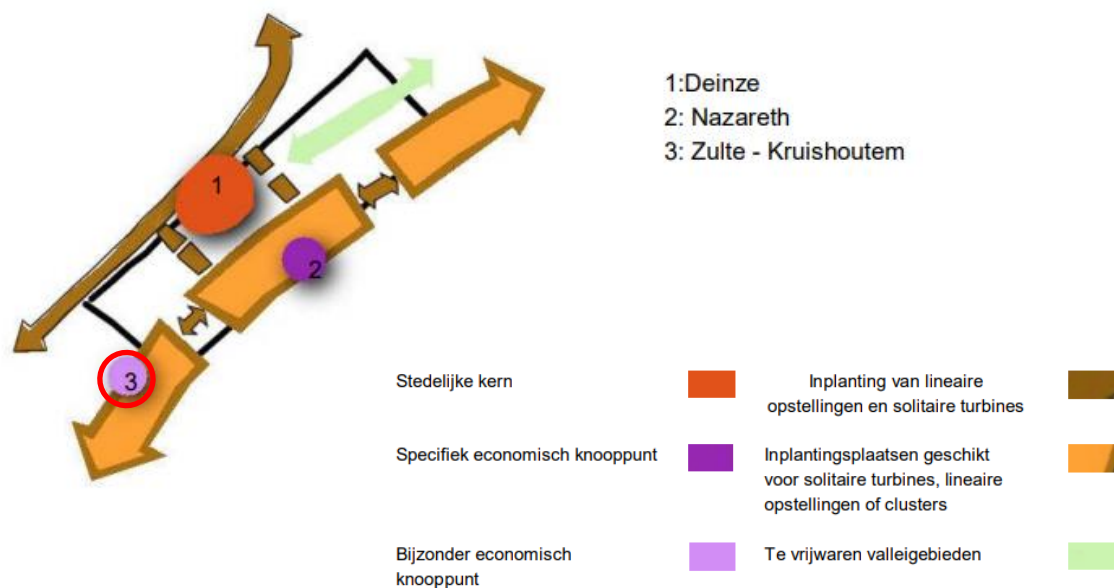 1:Deinze
2: Nazareth
3: Zulte - Kruishoutem
1
2
3
Stedelijke kern
Inplanting van lineaire
opstellingen en solitaire turbines
Specifiek economisch knooppunt
Inplantingsplaatsen geschikt
voor solitaire turbines, lineaire
opstellingen of clusters
Bijzonder economisch
knooppunt
Te vrijwaren valleigebieden